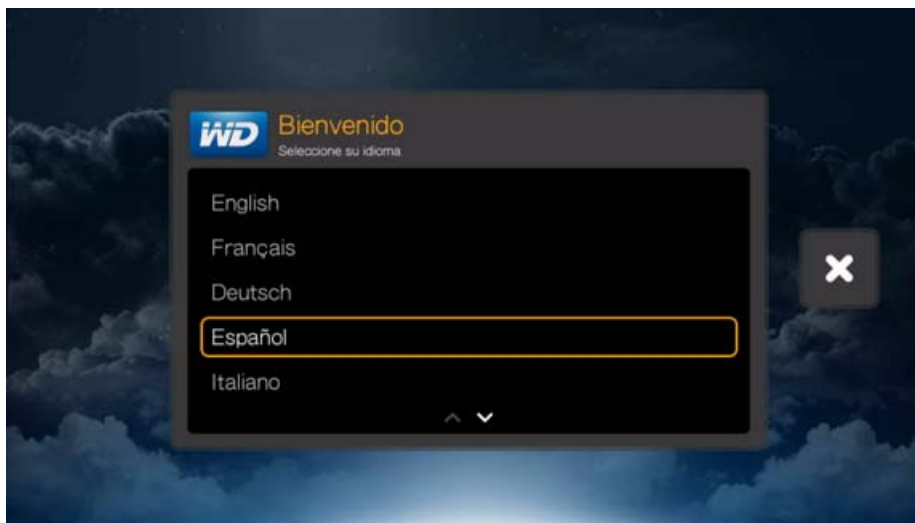 WD
Bienvenido
Seleccione su idioma
English
Français
Deutsch
Español
Italiano